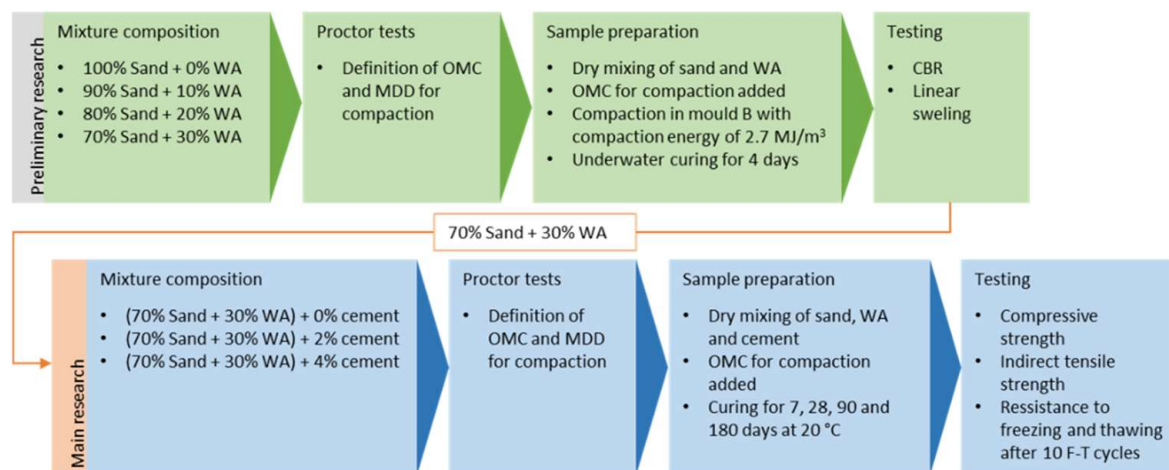 Preliminary research
Mixture composition
• 100% Sand + 0% WA
• 90% Sand + 10% WA
• 80% Sand + 20% WA
• 70% Sand + 30% WA
Proctor tests
• Definition of OMC
and MDD for
compaction
Sample preparation
• Dry mixing of sand and WA
• OMC for compaction added
• Compaction in mould B with
compaction energy of 2.7 MJ/m³
• Underwater curing for 4 days
Testing
• CBR
• Linear
sweling
70% Sand + 30% WA
Main research
Mixture composition
• (70% Sand + 30% WA) + 0% cement
• (70% Sand + 30% WA) + 2% cement
• (70% Sand + 30% WA) + 4% cement
Proctor tests
• Definition of
OMC and MDD
for compaction
Sample preparation
• Dry mixing of sand, WA
and cement
• OMC for compaction
added
• Curing for 7, 28, 90 and
180 days at 20 °C
Testing
• Compressive
strength
• Indirect tensile
strength
• Ressistance to
freezing and thawing
after 10 F-T cycles